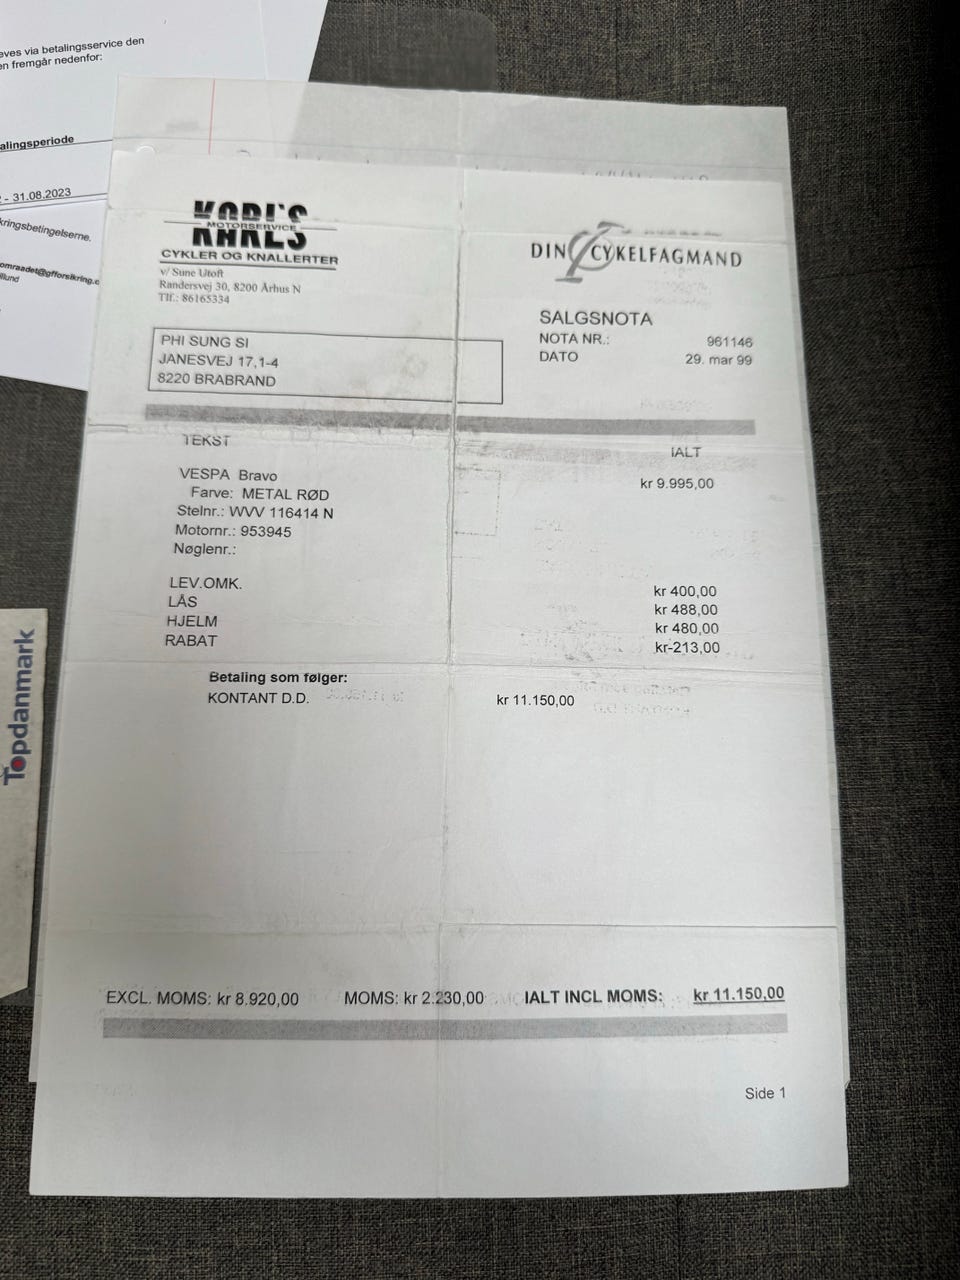 eves via betalingsservice den
en fremgår nedenfor:
alingsperiode
- 31.08.2023
kringsbetingelserne.
omraadet@gfforsikring.
Topdanmark
KARL'S
MOTORSERVICE
KARLS
CYKLER OG KNALLERTER
v/ Sune Utoft
Randersvej 30, 8200 Århus N
Tlf.: 86165334
DIN CYKELFAGMAND
SALGSNOTA
NOTA NR.: 961146
DATO 29. mar 99
PHI SUNG SI
JANESVEJ 17,1-4
8220 BRABRAND
TEKST IALT
VESPA Bravo kr 9.995,00
Farve: METAL RØD
Stelnr.: WVV 116414 N
Motornr.: 953945
Nøglenr.:
LEV.OMK. kr 400,00
LÅS kr 488,00
HJELM kr 480,00
RABAT kr-213,00
Betaling som følger:
KONTANT D.D. kr 11.150,00
EXCL. MOMS: kr 8.920,00 MOMS: kr 2.230,00 IALT INCL MOMS: kr 11.150,00
Side 1